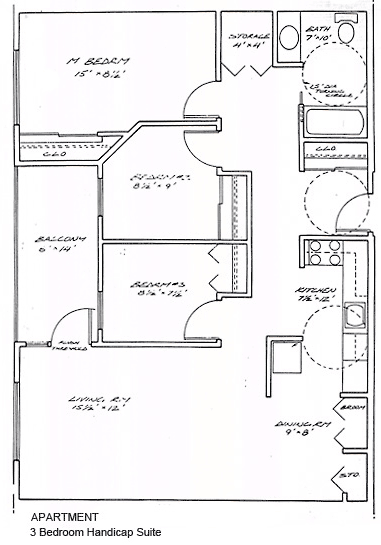 M BEDRM
15' x 8½'
STORAGE
4' x 4'
BATH
7' x 10'
1.5' DIA
TURNING
CIRCLE
CLO
CLO
BEDRM #2
8½' x 9'
BALCONY
6' x 14'
BEDRM #3
8½' x 7½'
KITCHEN
7½' x 12'
FLUSH
THRESHOLD
LIVING RM
15½' x 12'
DINING RM
9' x 8'
BROOM
STO
APARTMENT
3 Bedroom Handicap Suite